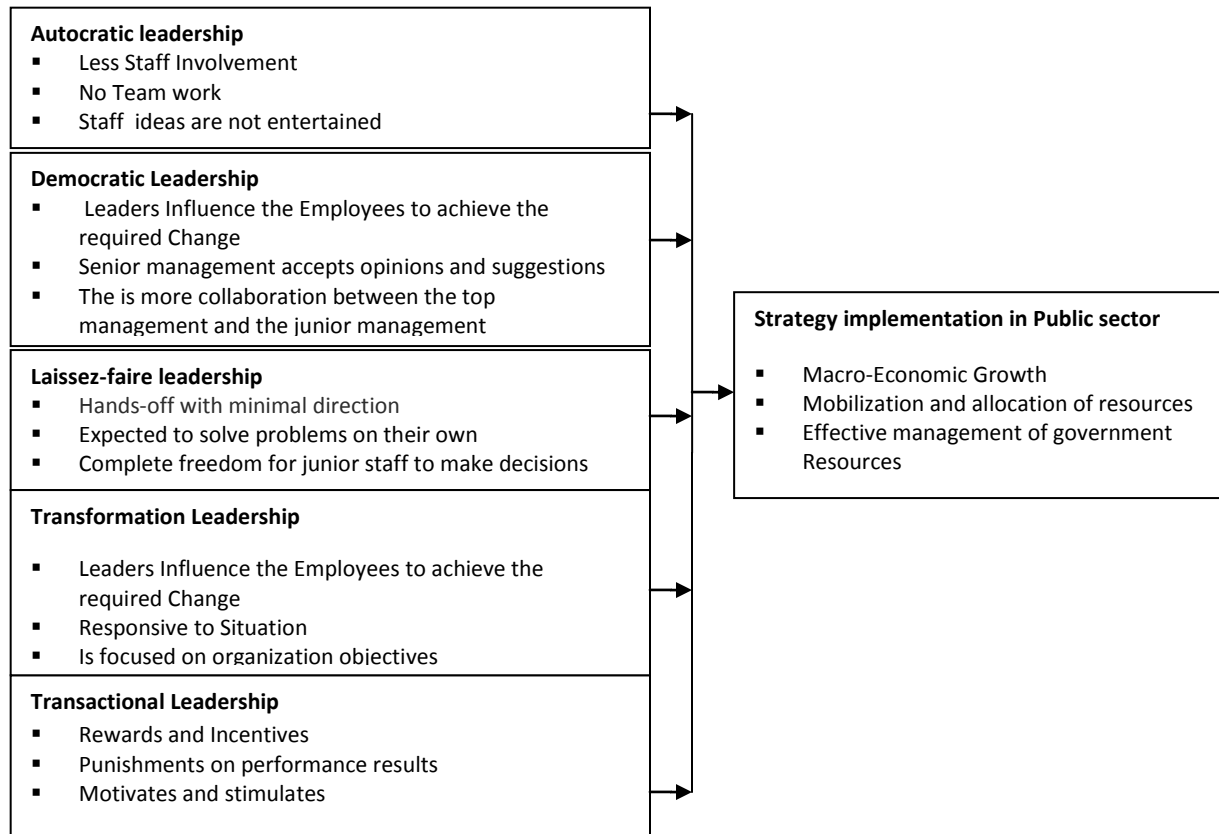 Autocratic leadership
▪ Less Staff Involvement
▪ No Team work
▪ Staff ideas are not entertained
Democratic Leadership
▪ Leaders Influence the Employees to achieve the
required Change
▪ Senior management accepts opinions and suggestions
▪ The is more collaboration between the top
management and the junior management
Laissez-faire leadership
▪ Hands-off with minimal direction
▪ Expected to solve problems on their own
▪ Complete freedom for junior staff to make decisions
Transformation Leadership
▪ Leaders Influence the Employees to achieve the
required Change
▪ Responsive to Situation
▪ Is focused on organization objectives
Transactional Leadership
▪ Rewards and Incentives
▪ Punishments on performance results
▪ Motivates and stimulates
Strategy implementation in Public sector
▪ Macro-Economic Growth
▪ Mobilization and allocation of resources
▪ Effective management of government
Resources